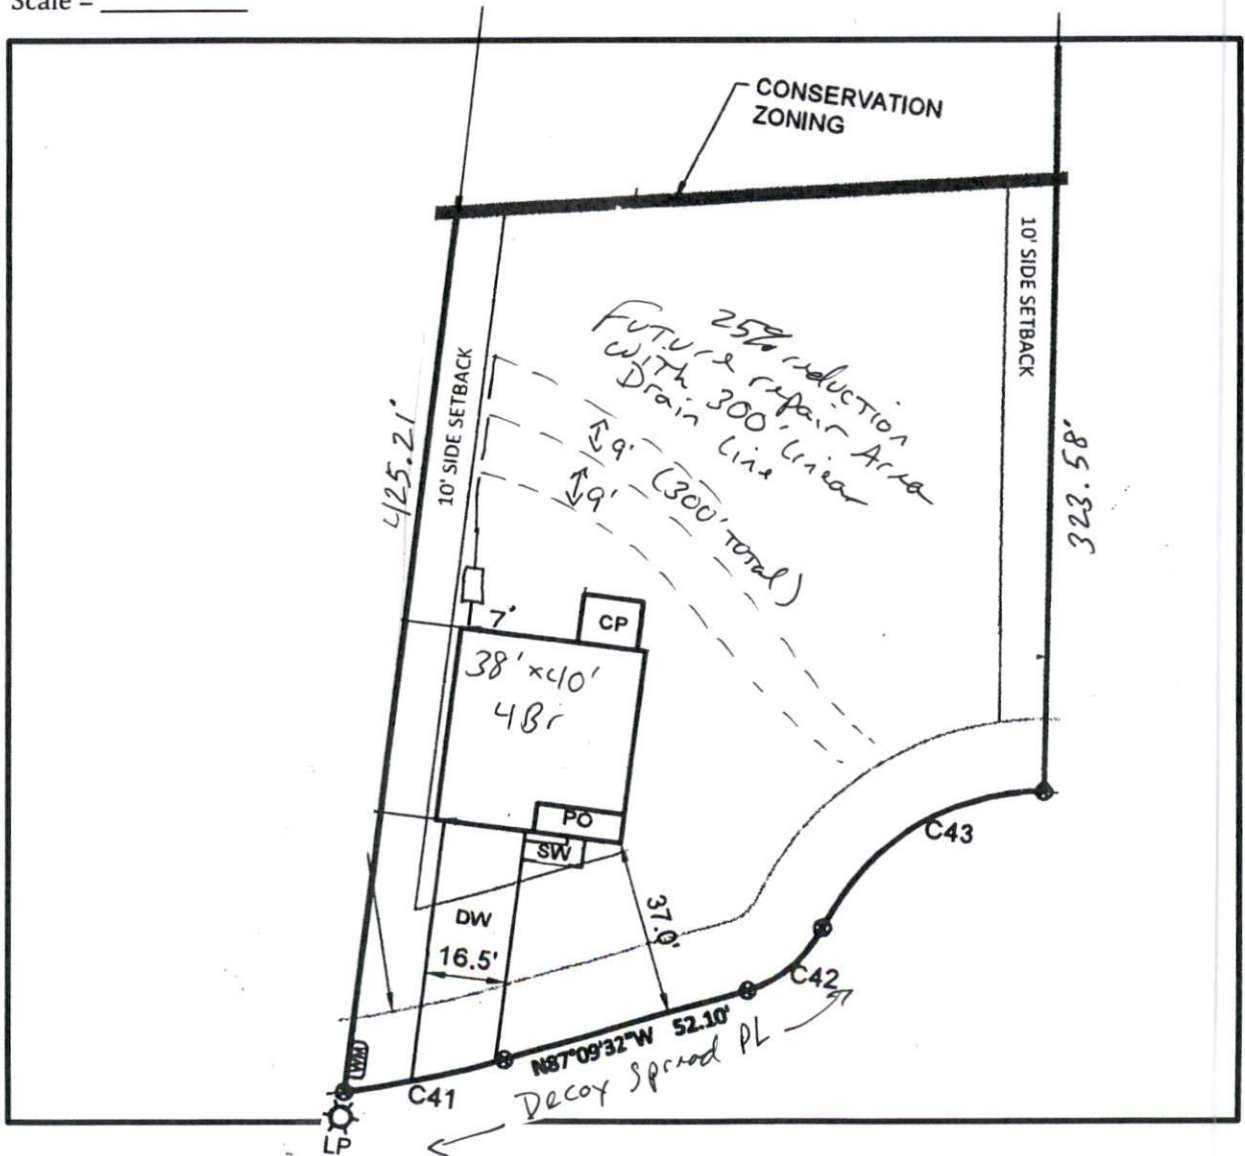 Scale = ___________
CONSERVATION
ZONING
10' SIDE SETBACK
10' SIDE SETBACK
425.21'
323.58'
25% reduction
Future repair Area
with 300' linear
Drain line
9'
9'
(300' Total)
7'
CP
38'x40'
4Br
PO
SW
DW
16.5'
37.0'
C43
C42
N87°09'32"W 52.10'
Decoy Spread PL
WM
C41
LP